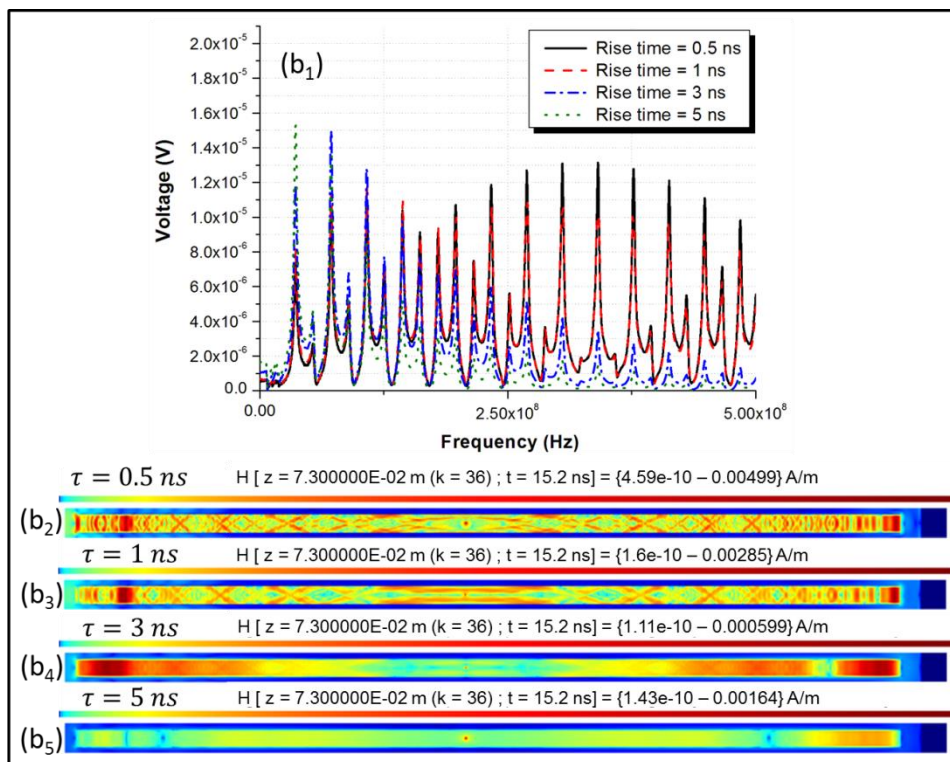 2.0x10⁻⁵
1.8x10⁻⁵
1.6x10⁻⁵
1.4x10⁻⁵
1.2x10⁻⁵
1.0x10⁻⁵
8.0x10⁻⁶
6.0x10⁻⁶
4.0x10⁻⁶
2.0x10⁻⁶
0.0
Voltage (V)
(b₁)
Rise time = 0.5 ns
Rise time = 1 ns
Rise time = 3 ns
Rise time = 5 ns
0.00
2.50x10⁸
5.00x10⁸
Frequency (Hz)
τ = 0.5 ns H [ z = 7.300000E-02 m (k = 36) ; t = 15.2 ns] = {4.59e-10 – 0.00499} A/m
(b₂)
τ = 1 ns H [ z = 7.300000E-02 m (k = 36) ; t = 15.2 ns] = {1.6e-10 – 0.00285} A/m
(b₃)
τ = 3 ns H [ z = 7.300000E-02 m (k = 36) ; t = 15.2 ns] = {1.11e-10 – 0.000599} A/m
(b₄)
τ = 5 ns H [ z = 7.300000E-02 m (k = 36) ; t = 15.2 ns] = {1.43e-10 – 0.00164} A/m
(b₅)